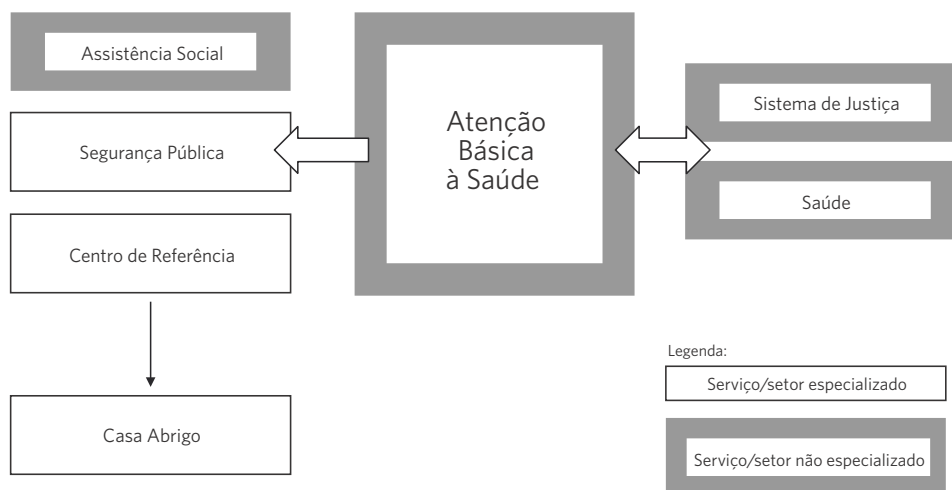 Assistência Social
Segurança Pública
Centro de Referência
Casa Abrigo
Atenção
Básica
à Saúde
Sistema de Justiça
Saúde
Legenda:
Serviço/setor especializado
Serviço/setor não especializado